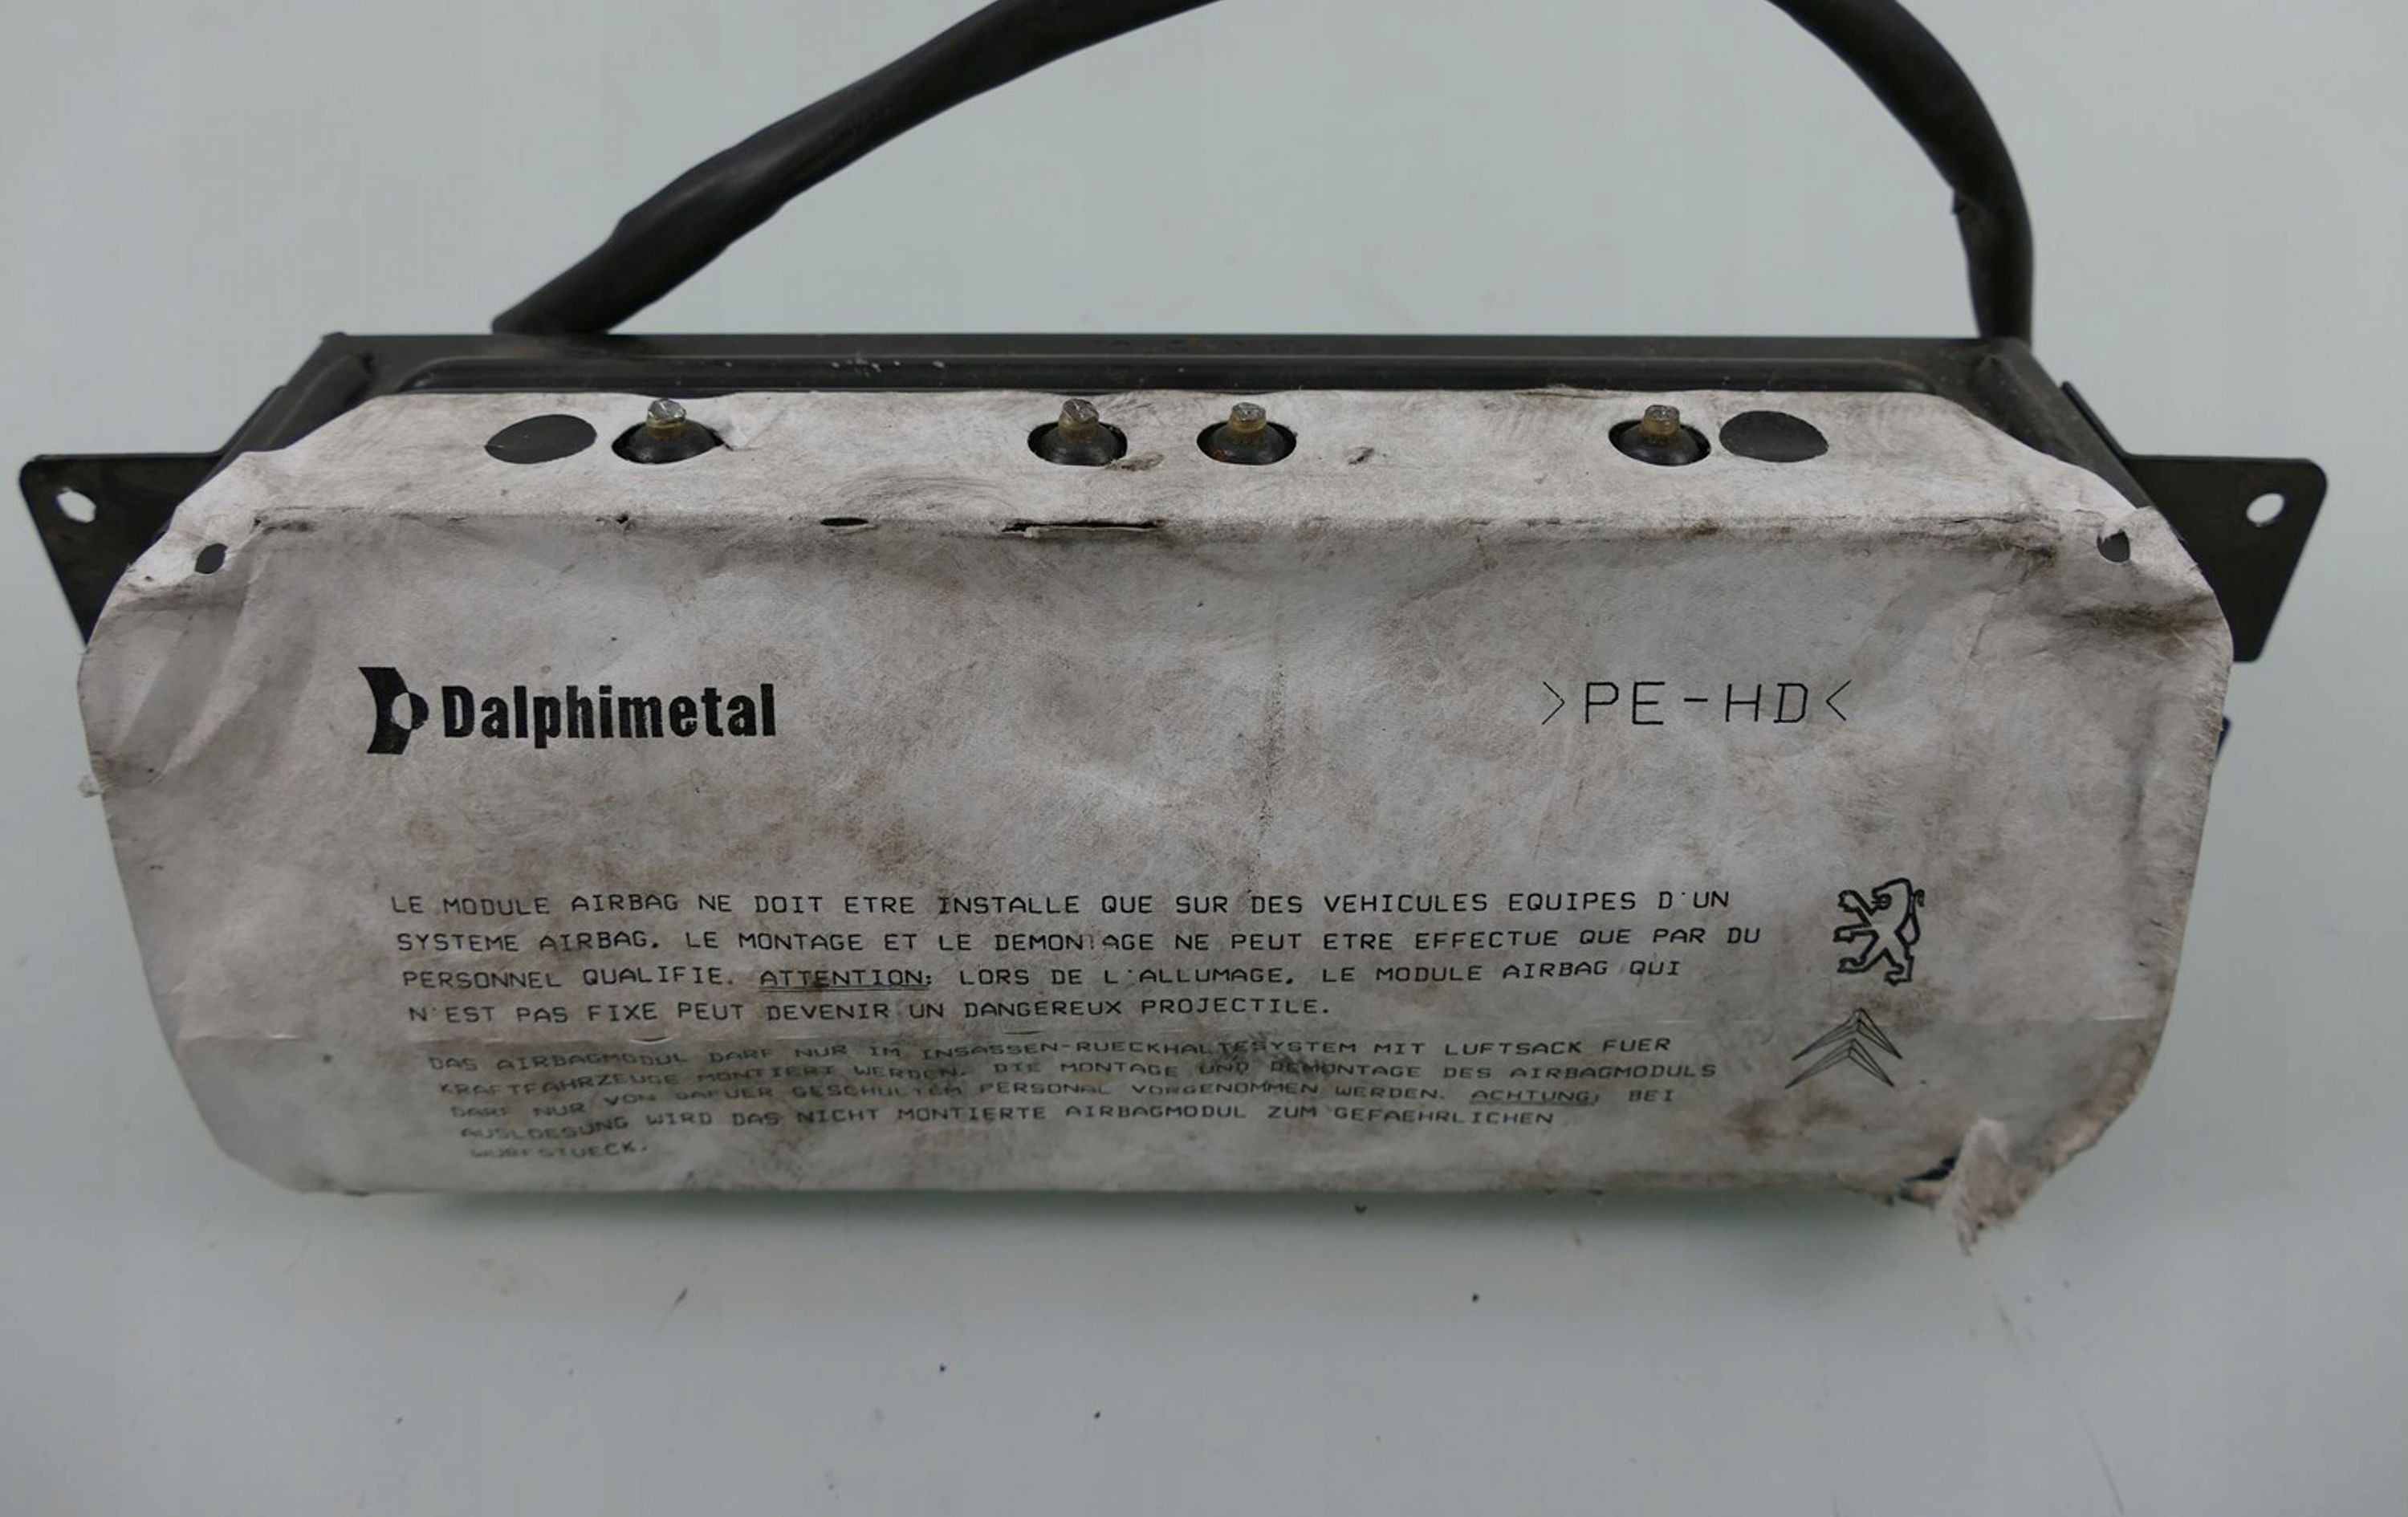 Dalphimetal
>PE-HD<
LE MODULE AIRBAG NE DOIT ETRE INSTALLE QUE SUR DES VEHICULES EQUIPES D'UN
SYSTEME AIRBAG. LE MONTAGE ET LE DEMONTAGE NE PEUT ETRE EFFECTUE QUE PAR DU
PERSONNEL QUALIFIE. ATTENTION: LORS DE L'ALLUMAGE, LE MODULE AIRBAG QUI
N'EST PAS FIXE PEUT DEVENIR UN DANGEREUX PROJECTILE.
DAS AIRBAGMODUL DARF NUR IM INSASSEN-RUECKHALTESYSTEM MIT LUFTSACK FUER
KRAFTFAHRZEUGE MONTIERT WERDEN. DIE MONTAGE UND DEMONTAGE DES AIRBAGMODULS
DARF NUR VON DAFUER GESCHULTEM PERSONAL VORGENOMMEN WERDEN. ACHTUNG: BEI
AUSLOESUNG WIRD DAS NICHT MONTIERTE AIRBAGMODUL ZUM GEFAEHRLICHEN
WURFSTUECK.